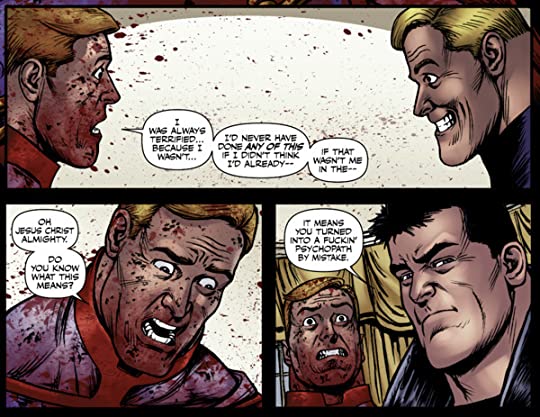 I
WAS ALWAYS
TERRIFIED...
BECAUSE I
WASN'T...
I'D NEVER HAVE
DONE ANY OF THIS
IF I DIDN'T THINK
I'D ALREADY--
IF THAT
WASN'T ME
IN THE--
OH
JESUS CHRIST
ALMIGHTY.
DO YOU
KNOW WHAT
THIS
MEANS?
IT MEANS
YOU TURNED
INTO A FUCKIN'
PSYCHOPATH
BY MISTAKE.